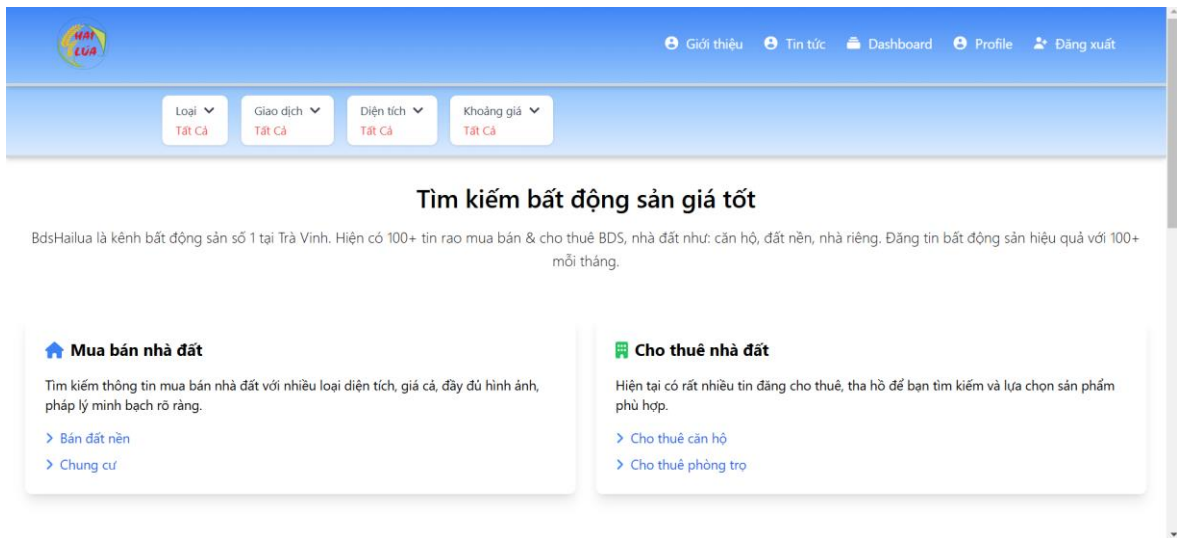 HAI
LÚA
Giới thiệu Tin tức Dashboard Profile Đăng xuất
Loại Giao dịch Diện tích Khoảng giá
Tất Cả Tất Cả Tất Cả Tất Cả
Tìm kiếm bất động sản giá tốt
BdsHailua là kênh bất động sản số 1 tại Trà Vinh. Hiện có 100+ tin rao mua bán & cho thuê BDS, nhà đất như: căn hộ, đất nền, nhà riêng. Đăng tin bất động sản hiệu quả với 100+
mỗi tháng.
Mua bán nhà đất
Tìm kiếm thông tin mua bán nhà đất với nhiều loại diện tích, giá cả, đầy đủ hình ảnh,
pháp lý minh bạch rõ ràng.
Bán đất nền
Chung cư
Cho thuê nhà đất
Hiện tại có rất nhiều tin đăng cho thuê, tha hồ để bạn tìm kiếm và lựa chọn sản phẩm
phù hợp.
Cho thuê căn hộ
Cho thuê phòng trọ